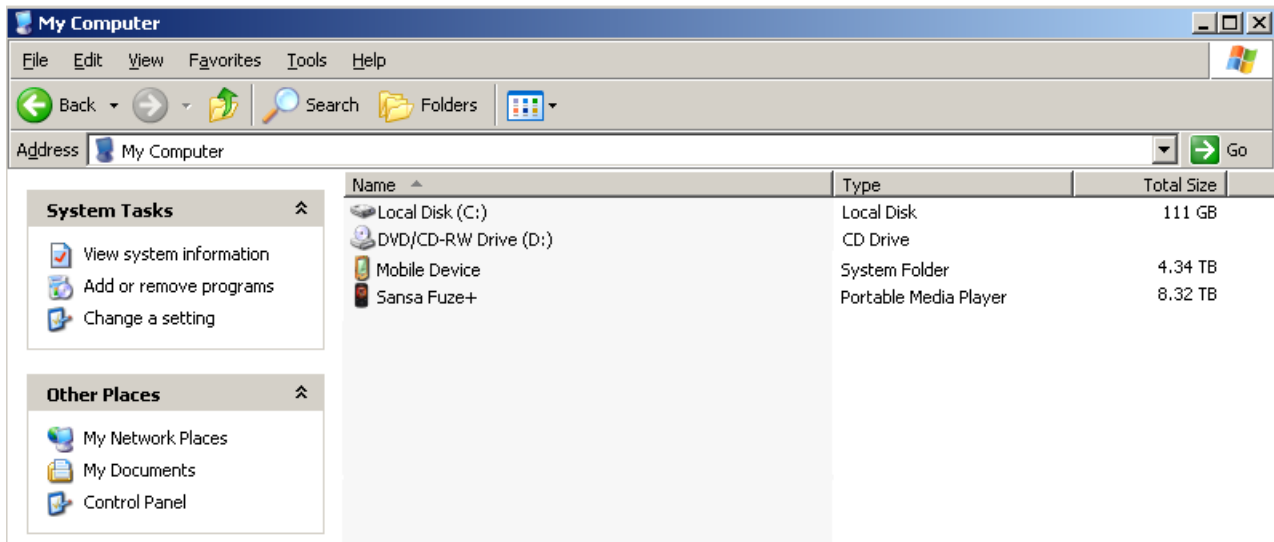 My Computer
File Edit View Favorites Tools Help
Back Search Folders
Address My Computer Go
Name Type Total Size
System Tasks
View system information
Add or remove programs
Change a setting
Other Places
My Network Places
My Documents
Control Panel
Local Disk (C:) Local Disk 111 GB
DVD/CD-RW Drive (D:) CD Drive
Mobile Device System Folder 4.34 TB
Sansa Fuze+ Portable Media Player 8.32 TB